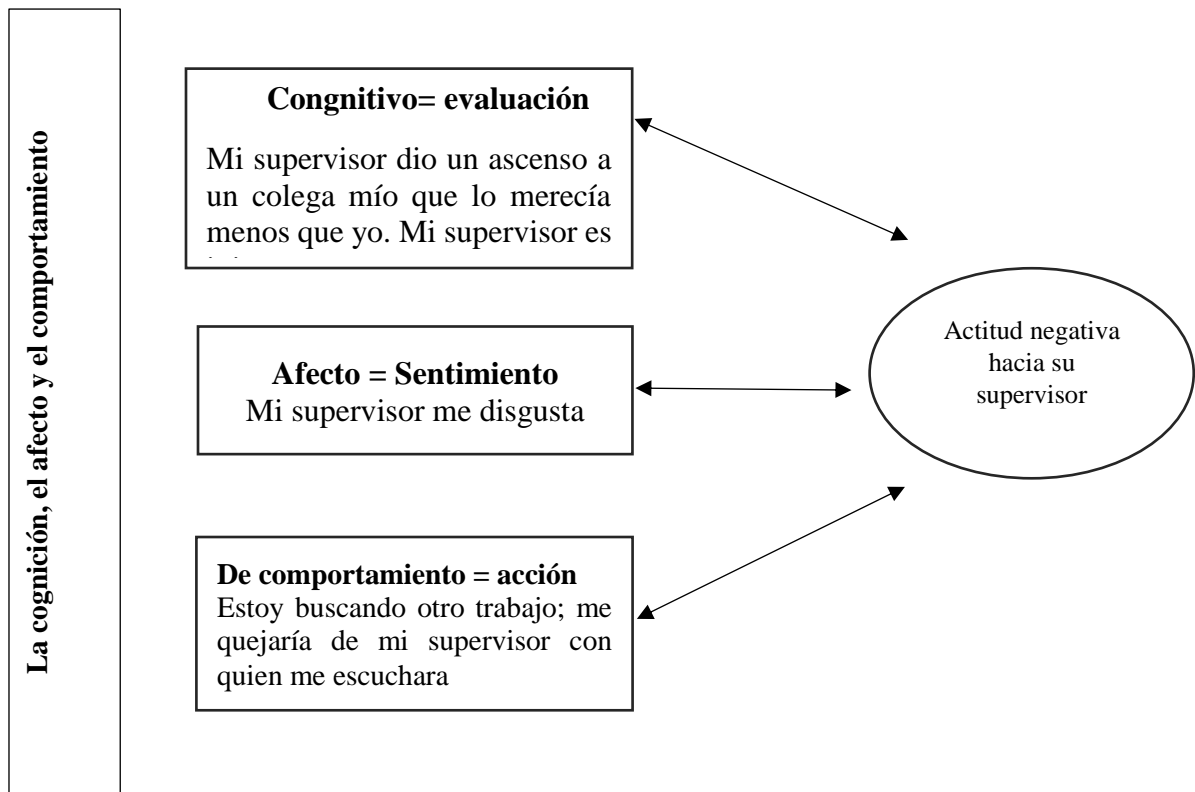 La cognición, el afecto y el comportamiento
Congnitivo= evaluación
Mi supervisor dio un ascenso a
un colega mío que lo merecía
menos que yo. Mi supervisor es
Afecto = Sentimiento
Mi supervisor me disgusta
De comportamiento = acción
Estoy buscando otro trabajo; me
quejaría de mi supervisor con
quien me escuchara
Actitud negativa
hacia su
supervisor